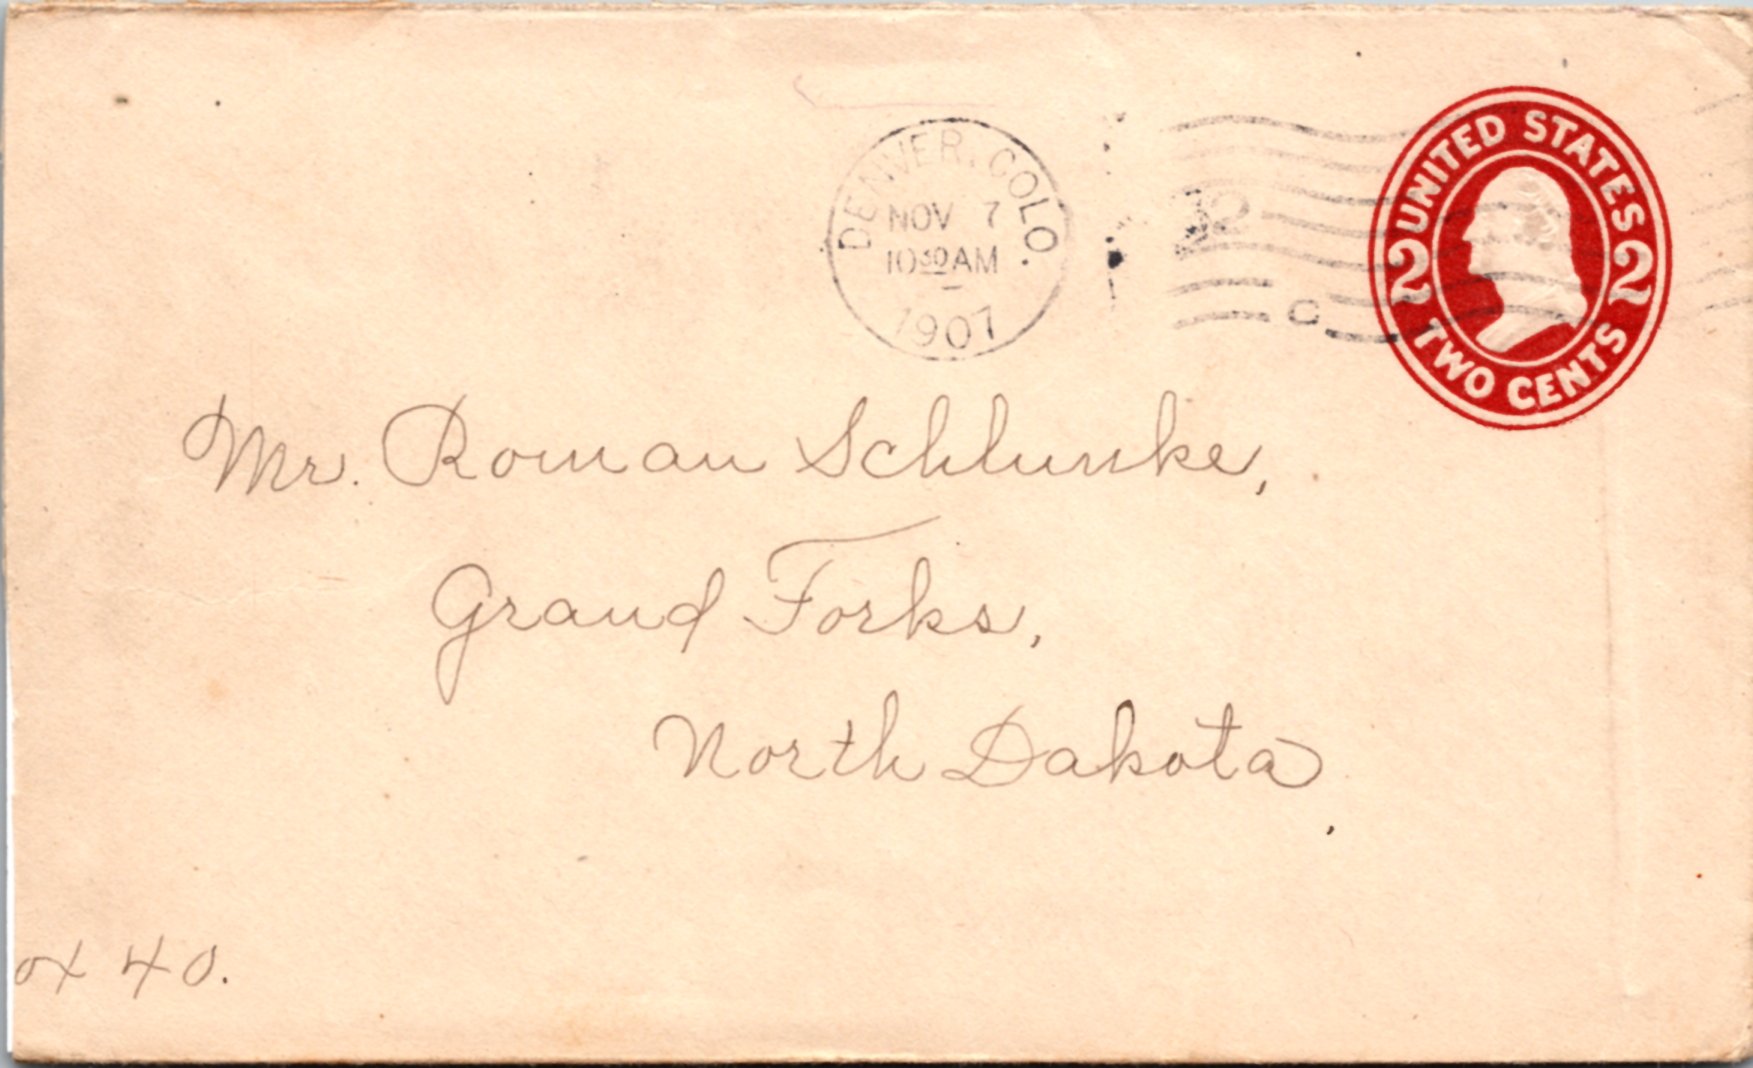 DENVER, COLO.
NOV 7
10 30 AM
1907
UNITED STATES
2 2
TWO CENTS
Mr. Roman Schlunke,
Grand Forks,
North Dakota
ox 40.